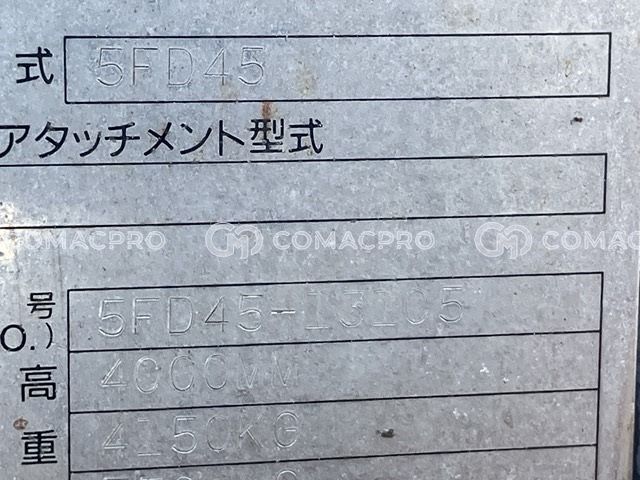 式 5FD45
アタッチメント型式
COMACPRO COMACPRO COMACPRO
号 5FD45-13105
O.)
高 4000MM
重 4150KG